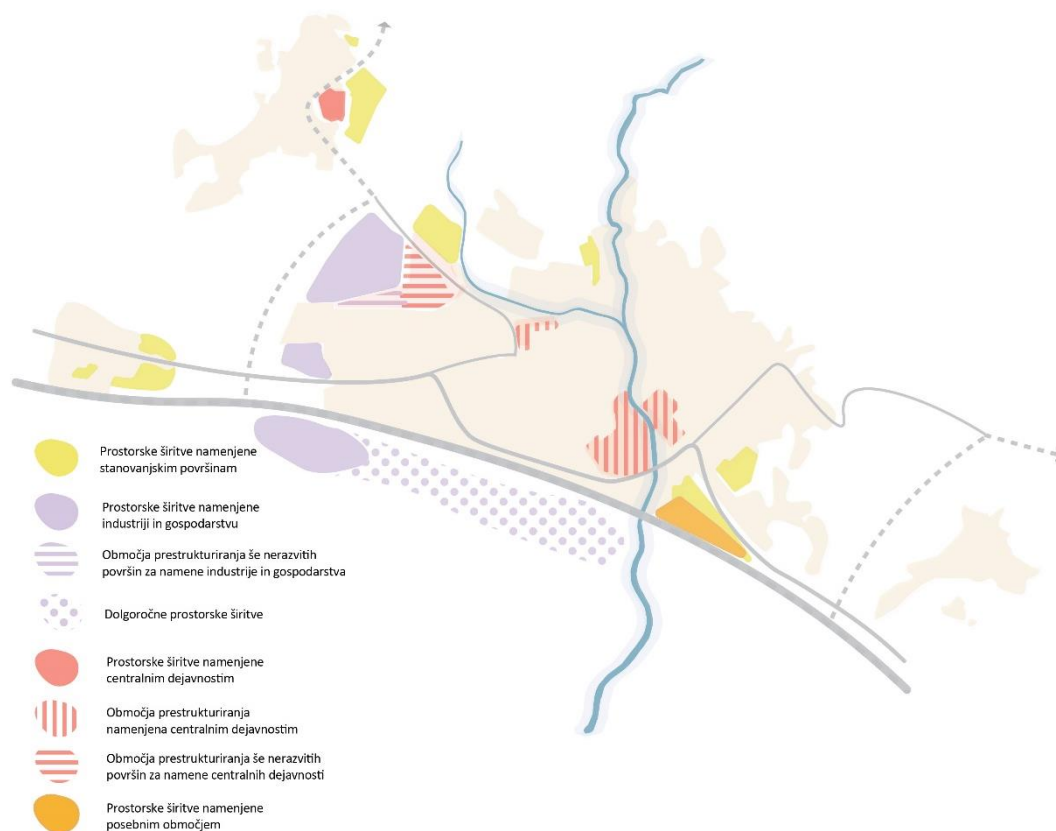 Prostorske širitve namenjene
stanovanjskim površinam
Prostorske širitve namenjene
industriji in gospodarstvu
Območja prestrukturiranja še nerazvitih
površin za namene industrije in gospodarstva
Dolgoročne prostorske širitve
Prostorske širitve namenjene
centralnim dejavnostim
Območja prestrukturiranja
namenjena centralnim dejavnostim
Območja prestrukturiranja še nerazvitih
površin za namene centralnih dejavnosti
Prostorske širitve namenjene
posebnim območjem